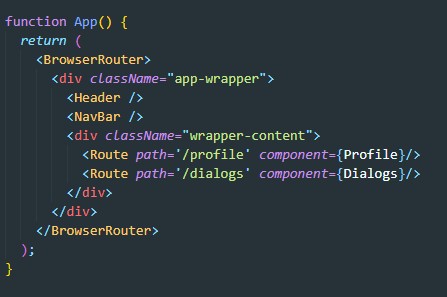 function App() {
  return (
    <BrowserRouter>
      <div className="app-wrapper">
        <Header />
        <NavBar />
        <div className="wrapper-content">
          <Route path='/profile' component={Profile}/>
          <Route path='/dialogs' component={Dialogs}/>
        </div>
      </div>
    </BrowserRouter>
  );
}